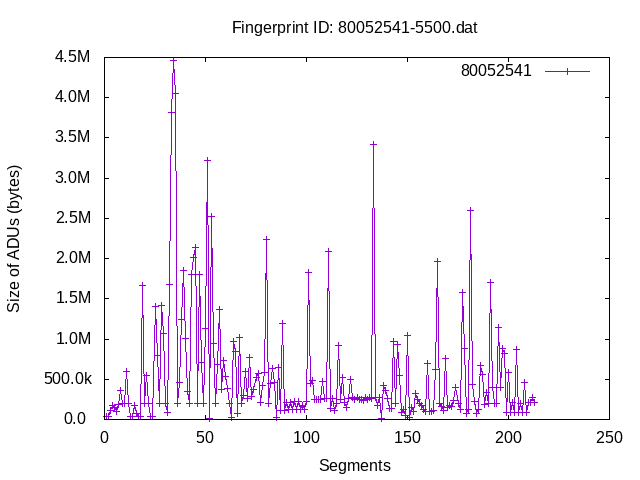 Fingerprint ID: 80052541-5500.dat
80052541
4.5M
4.0M
3.5M
3.0M
2.5M
2.0M
1.5M
1.0M
500.0k
0.0
Size of ADUs (bytes)
0 50 100 150 200 250
Segments